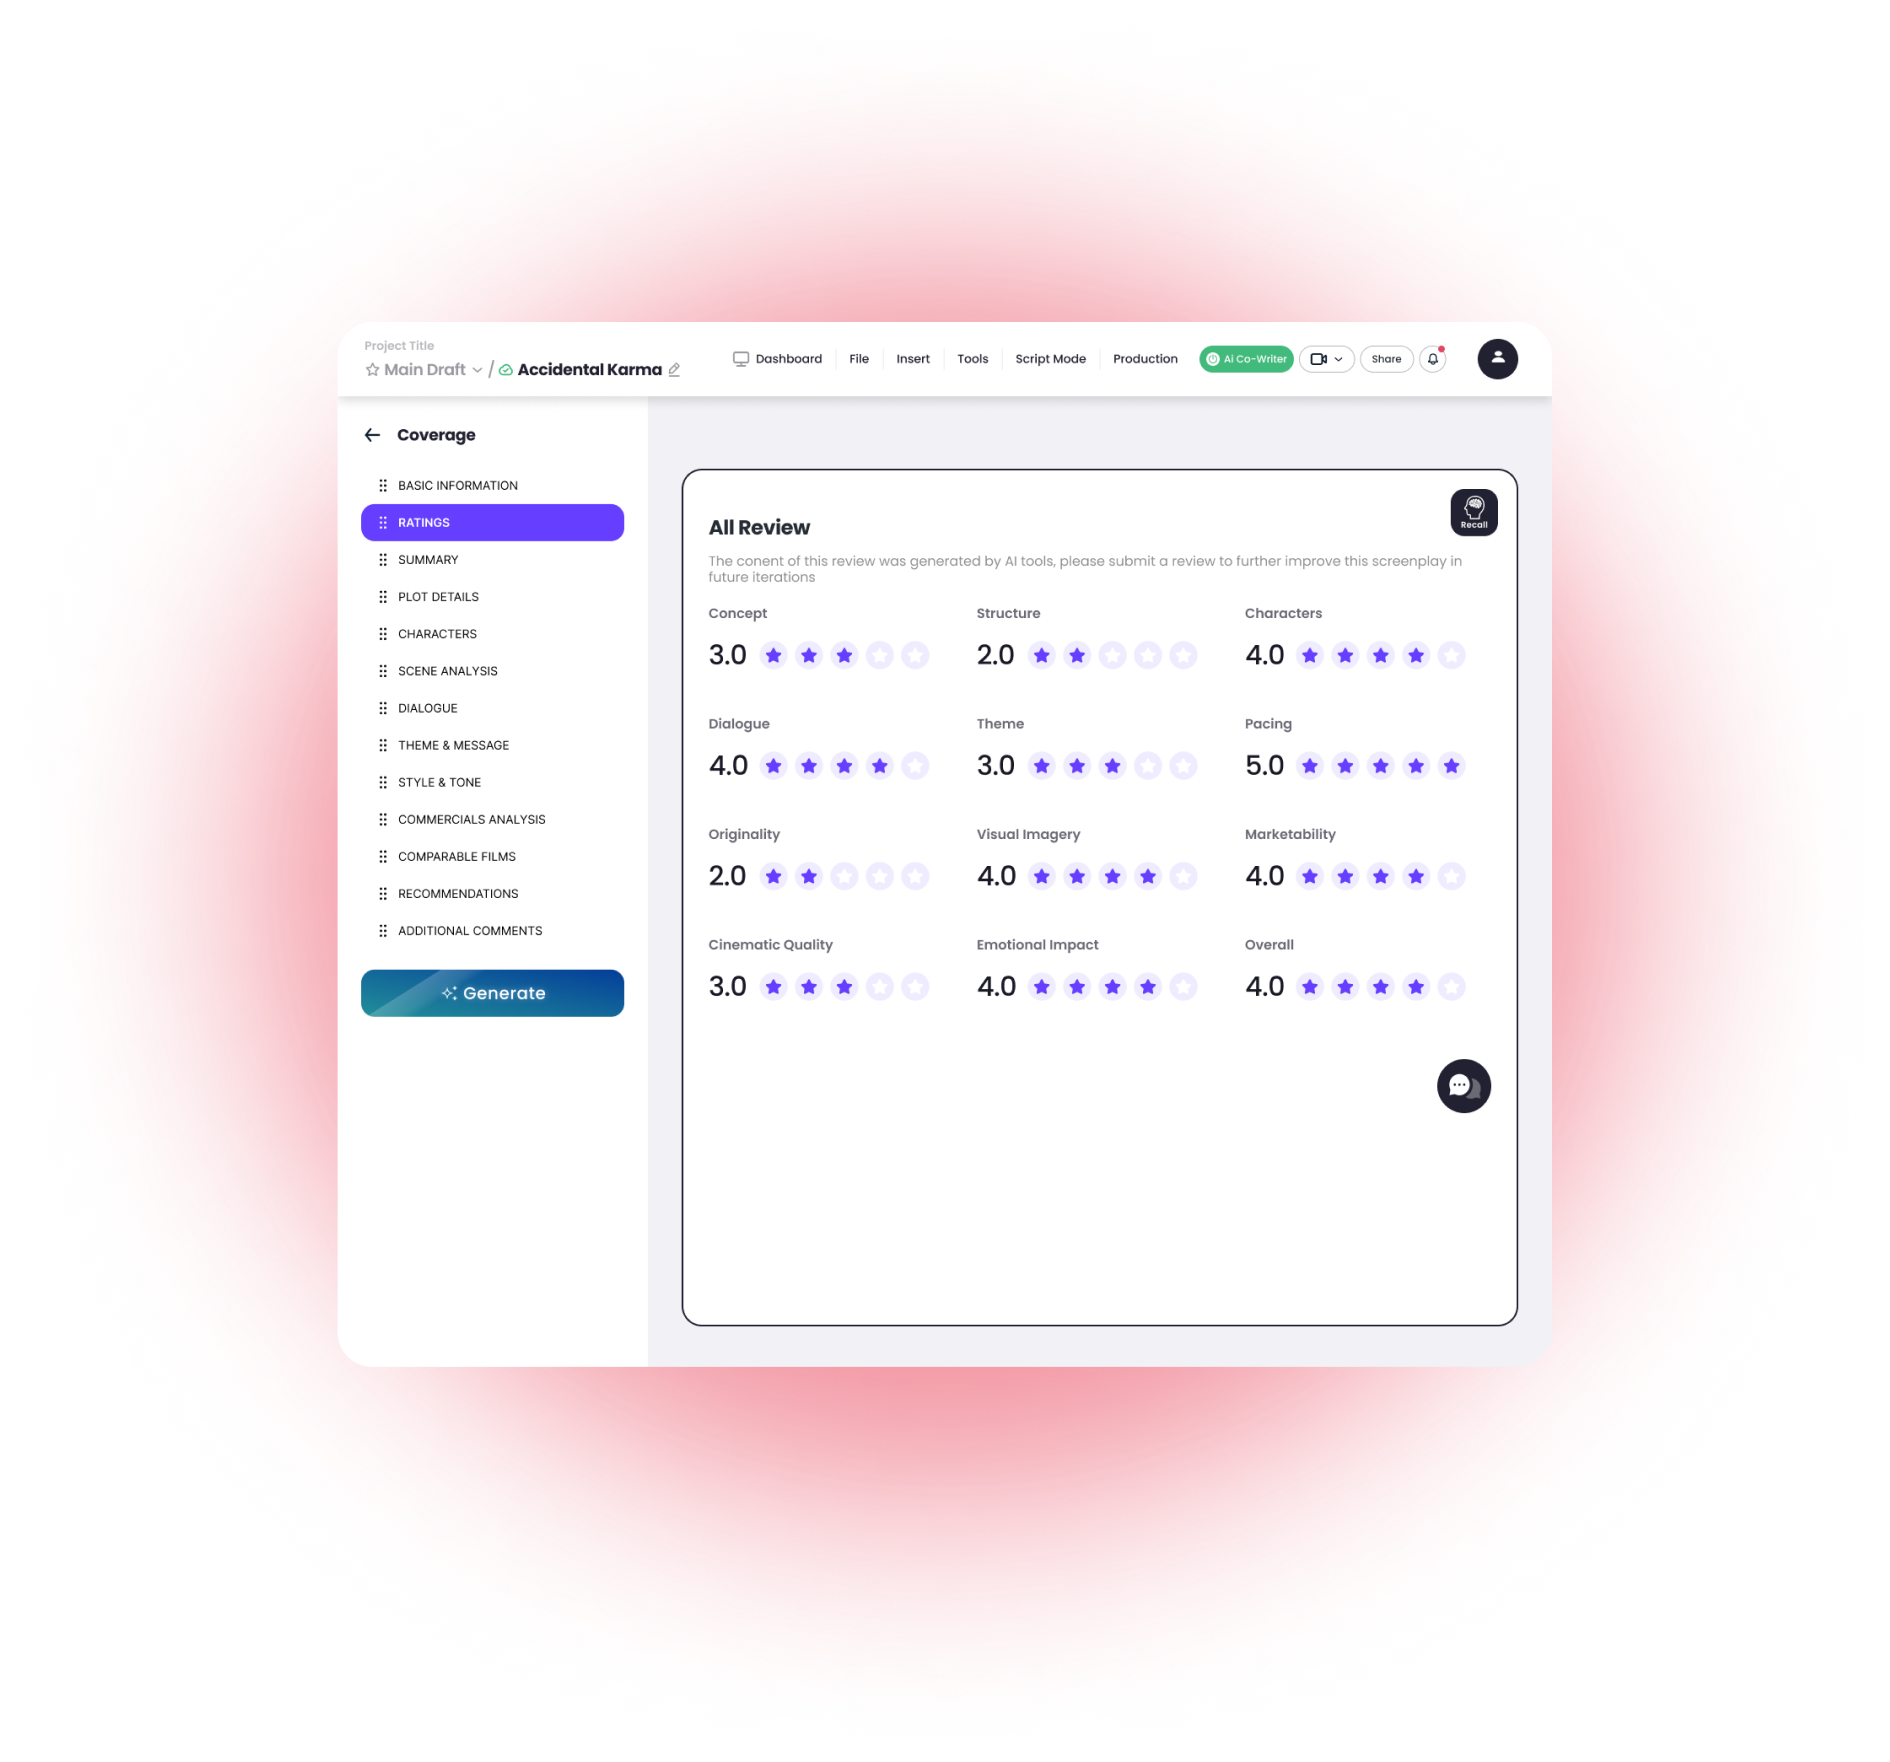 Project Title
Main Draft / Accidental Karma
Dashboard File Insert Tools Script Mode Production Ai Co-Writer Share
Coverage
BASIC INFORMATION
RATINGS
SUMMARY
PLOT DETAILS
CHARACTERS
SCENE ANALYSIS
DIALOGUE
THEME & MESSAGE
STYLE & TONE
COMMERCIALS ANALYSIS
COMPARABLE FILMS
RECOMMENDATIONS
ADDITIONAL COMMENTS
Generate
Recall
All Review
The conent of this review was generated by AI tools, please submit a review to further improve this screenplay in
future iterations
Concept Structure Characters
3.0 2.0 4.0
Dialogue Theme Pacing
4.0 3.0 5.0
Originality Visual Imagery Marketability
2.0 4.0 4.0
Cinematic Quality Emotional Impact Overall
3.0 4.0 4.0